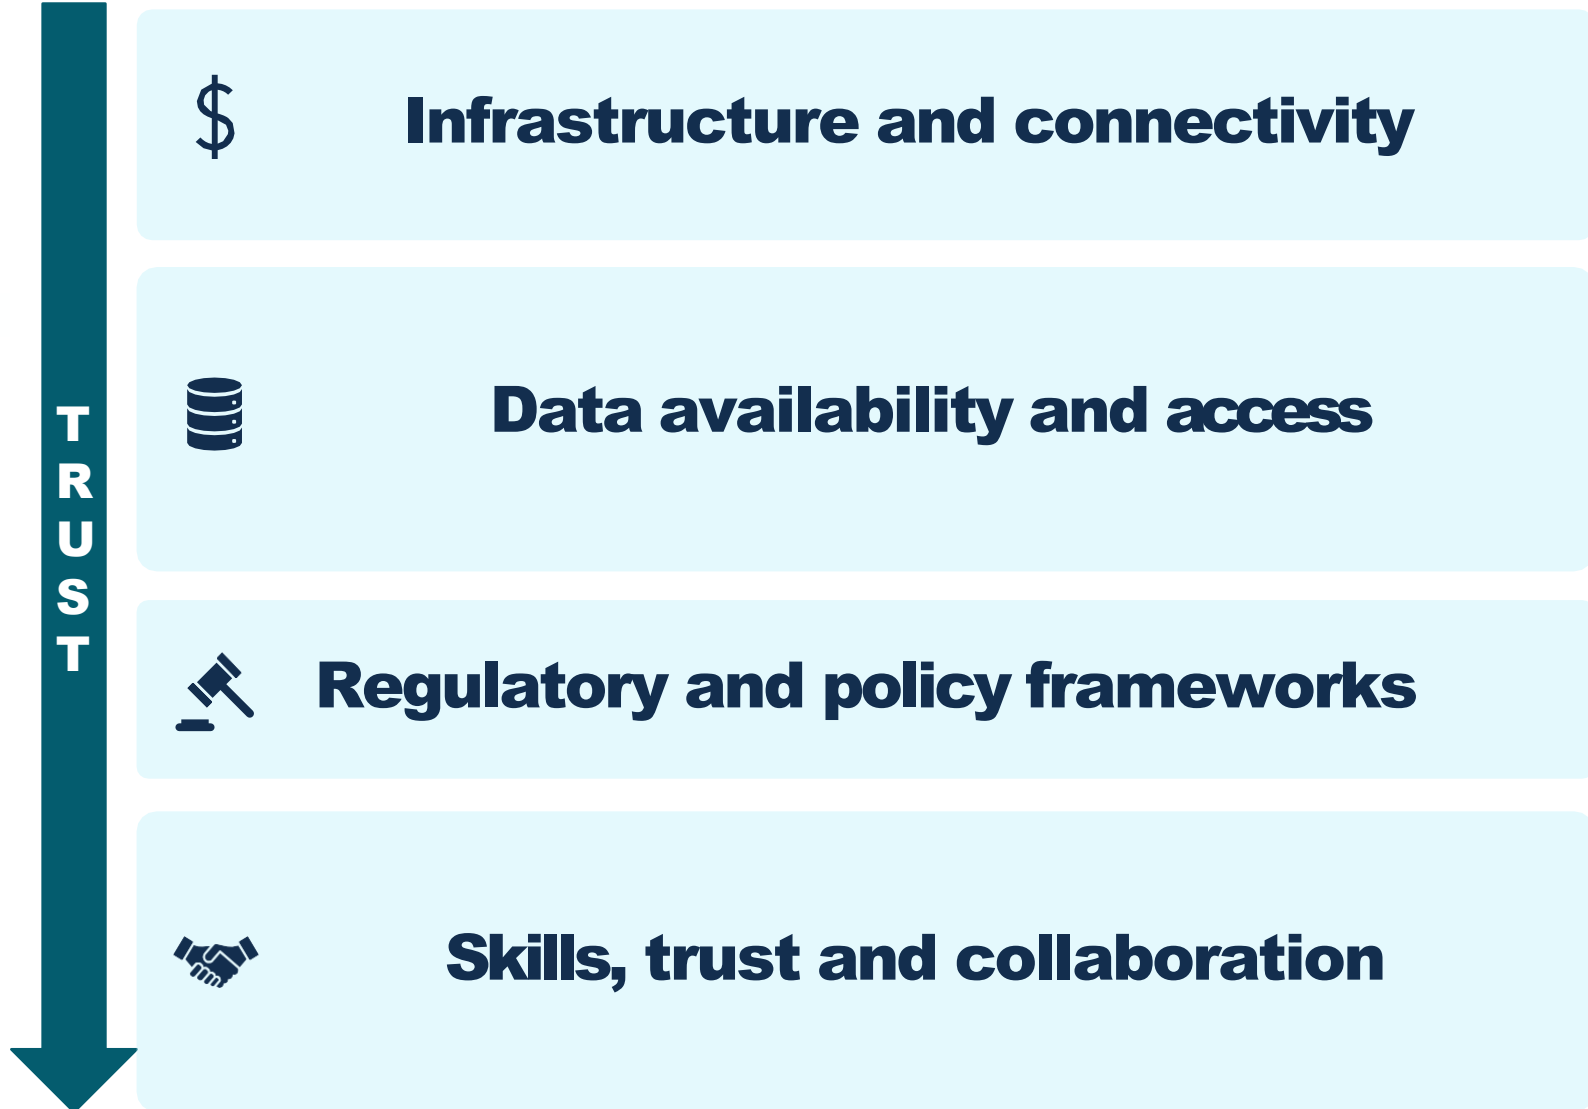 $
Infrastructure and connectivity
Data availability and access
TRUST
Regulatory and policy frameworks
Skills, trust and collaboration